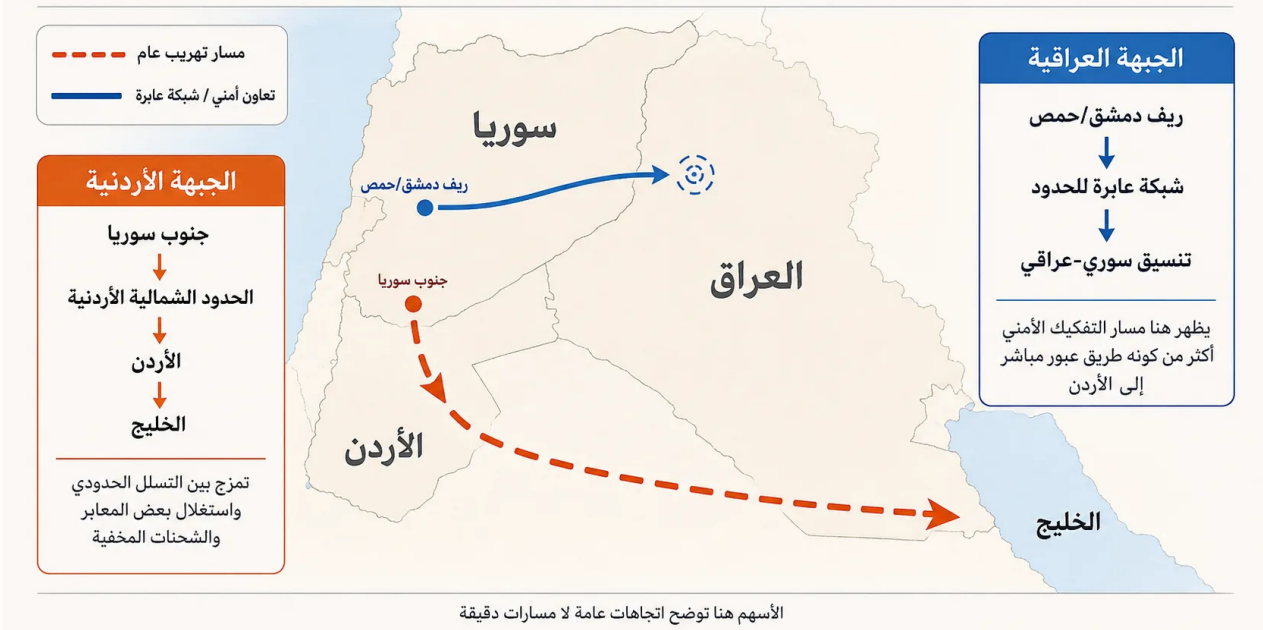 مسار تهريب عام
تعاون أمني / شبكة عابرة
الجبهة الأردنية
جنوب سوريا
الحدود الشمالية الأردنية
الأردن
الخليج
تمزج بين التسلل الحدودي
واستغلال بعض المعابر
والشحنات المخفية
سوريا
ريف دمشق/حمص
جنوب سوريا
العراق
الأردن
الخليج
الجبهة العراقية
ريف دمشق/حمص
شبكة عابرة للحدود
تنسيق سوري-عراقي
يظهر هنا مسار التفكيك الأمني
أكثر من كونه طريق عبور مباشر
إلى الأردن
الأسهم هنا توضح اتجاهات عامة لا مسارات دقيقة